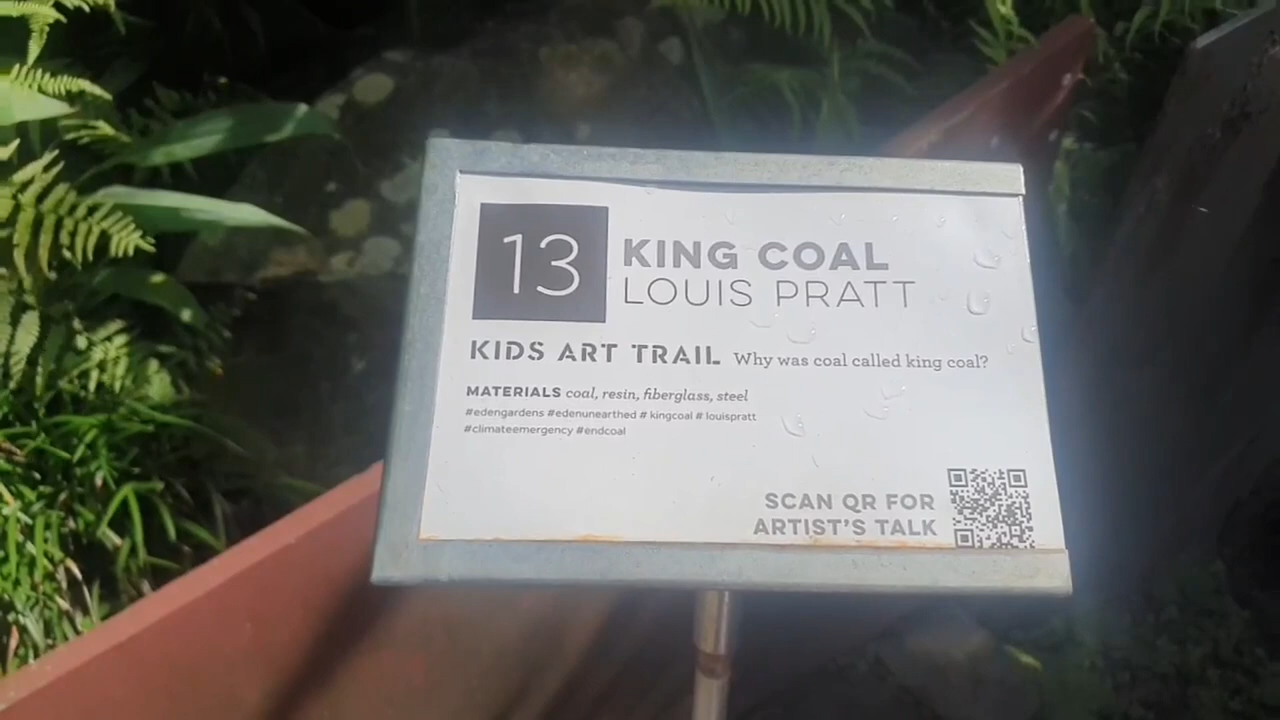 13
KING COAL
LOUIS PRATT
KIDS ART TRAIL Why was coal called king coal?
MATERIALS coal, resin, fiberglass, steel
#edengardens #edenunearthed # kingcoal # louispratt
#climateemergency #endcoal
SCAN QR FOR
ARTIST'S TALK